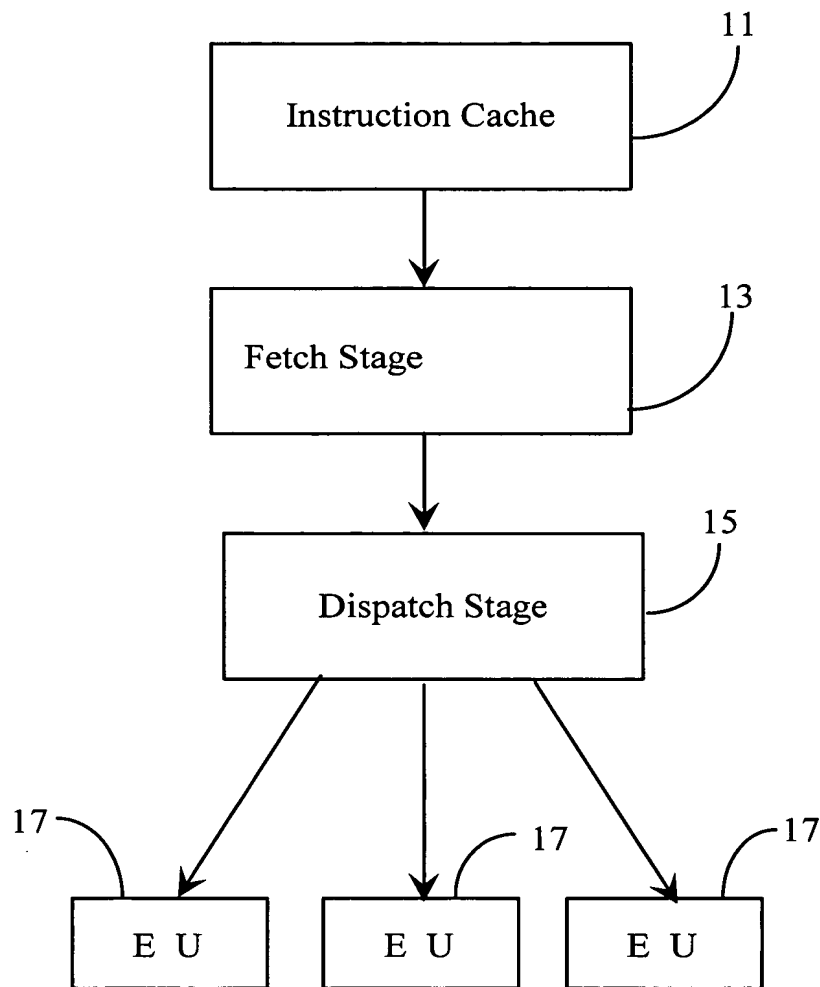 11
Instruction Cache
13
Fetch Stage
15
Dispatch Stage
17
17
17
E U
E U
E U